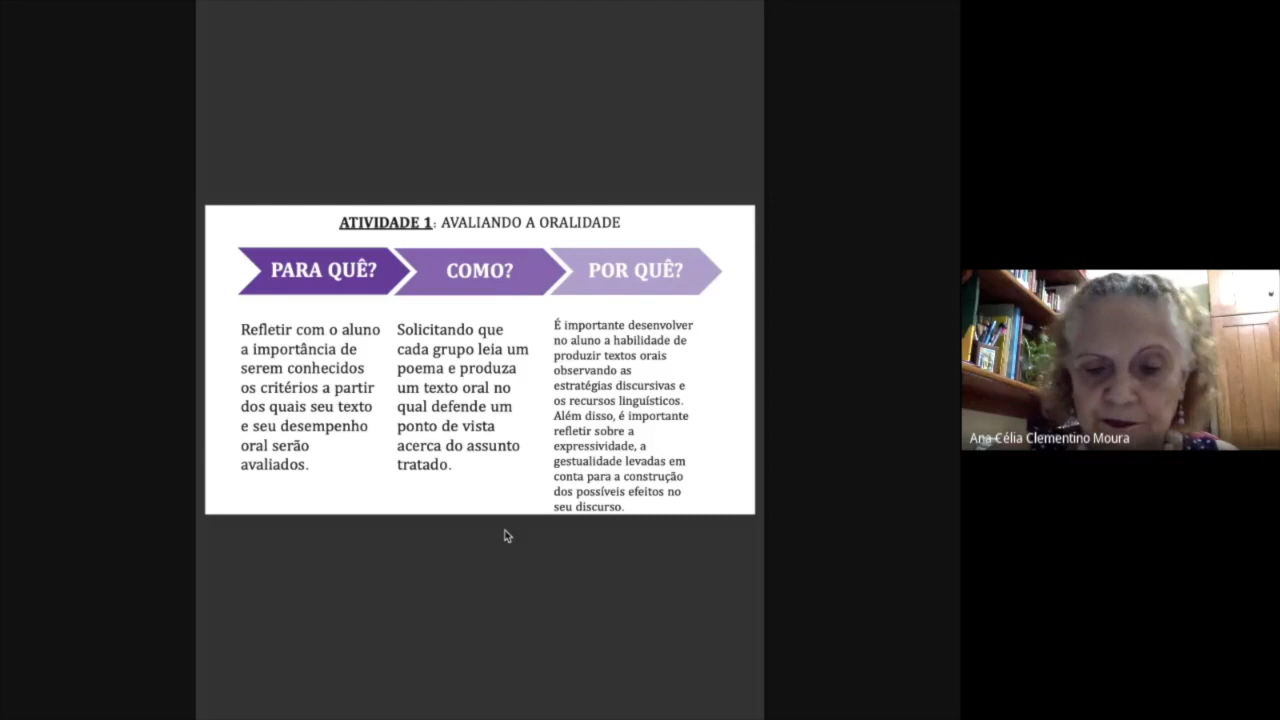 ATIVIDADE 1: AVALIANDO A ORALIDADE
PARA QUÊ?
COMO?
POR QUÊ?
Refletir com o aluno
a importância de
serem conhecidos
os critérios a partir
dos quais seu texto
e seu desempenho
oral serão
avaliados.
Solicitando que
cada grupo leia um
poema e produza
um texto oral no
qual defende um
ponto de vista
acerca do assunto
tratado.
É importante desenvolver
no aluno a habilidade de
produzir textos orais
observando as
estratégias discursivas e
os recursos linguísticos.
Além disso, é importante
refletir sobre a
expressividade, a
gestualidade levadas em
conta para a construção
dos possíveis efeitos no
seu discurso.
Ana Célia Clementino Moura